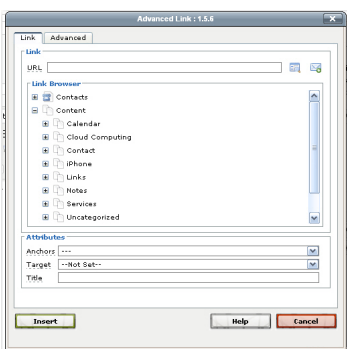 Advanced Link : 1.5.6
Link
Advanced
Link
URL
Link Browser
Contacts
Content
Calendar
Cloud Computing
Contact
iPhone
Links
Notes
Services
Uncategorized
Attributes
Anchors ---
Target --Not Set--
Title
Insert
Help
Cancel